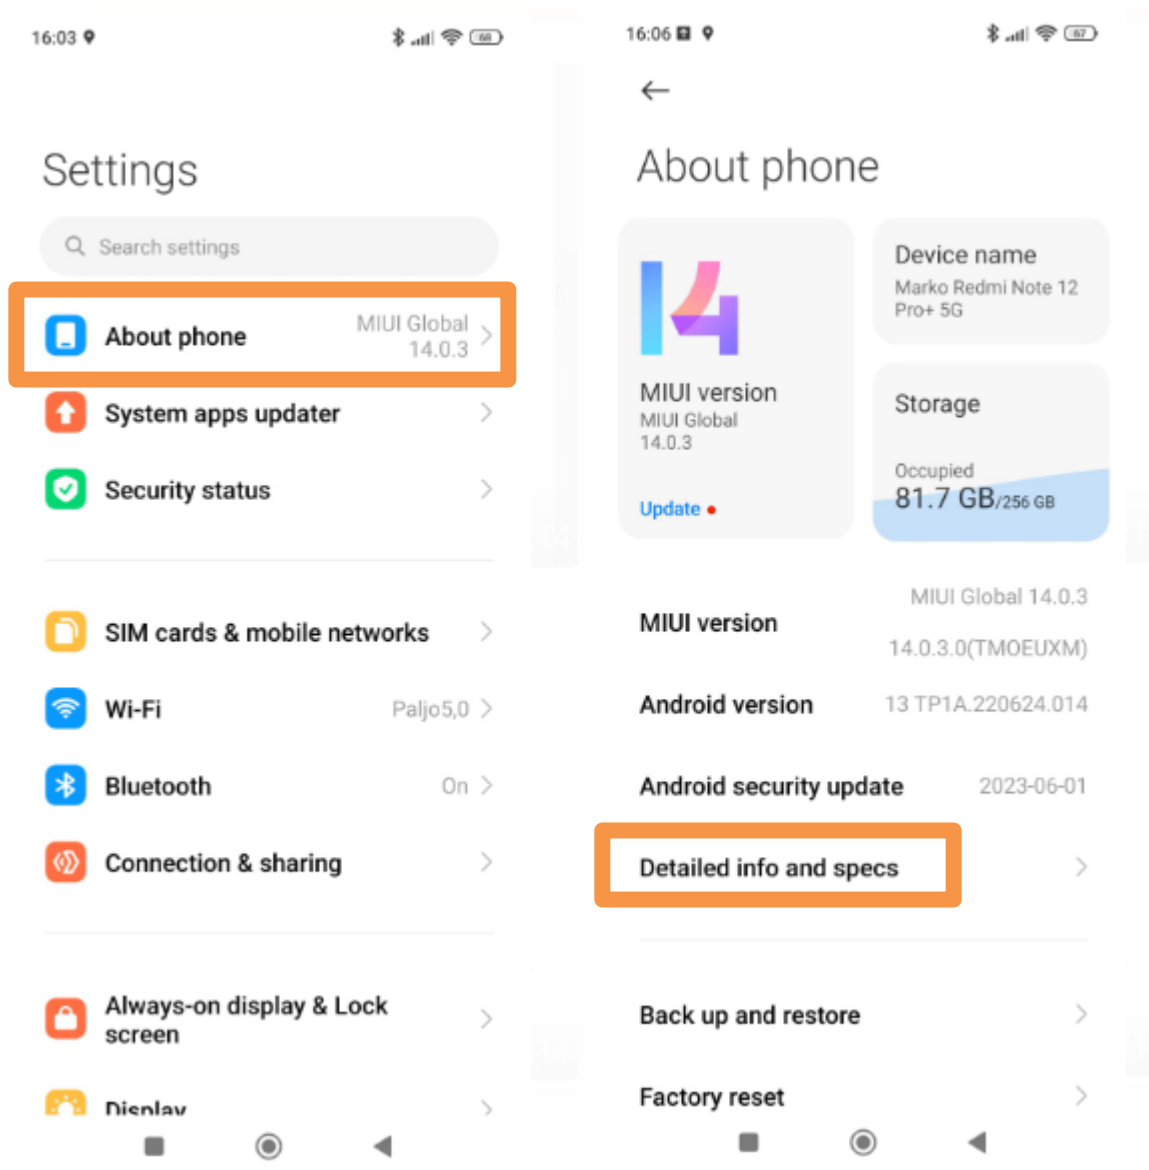 16:03
68
Settings
Search settings
About phone
MIUI Global
14.0.3
System apps updater
Security status
SIM cards & mobile networks
Wi-Fi
Paljo5,0
Bluetooth
On
Connection & sharing
Always-on display & Lock
screen
Display
16:06
67
About phone
14
MIUI version
MIUI Global
14.0.3
Update
Device name
Marko Redmi Note 12
Pro+ 5G
Storage
Occupied
81.7 GB/256 GB
MIUI version
MIUI Global 14.0.3
14.0.3.0(TMOEUXM)
Android version
13 TP1A.220624.014
Android security update
2023-06-01
Detailed info and specs
Back up and restore
Factory reset